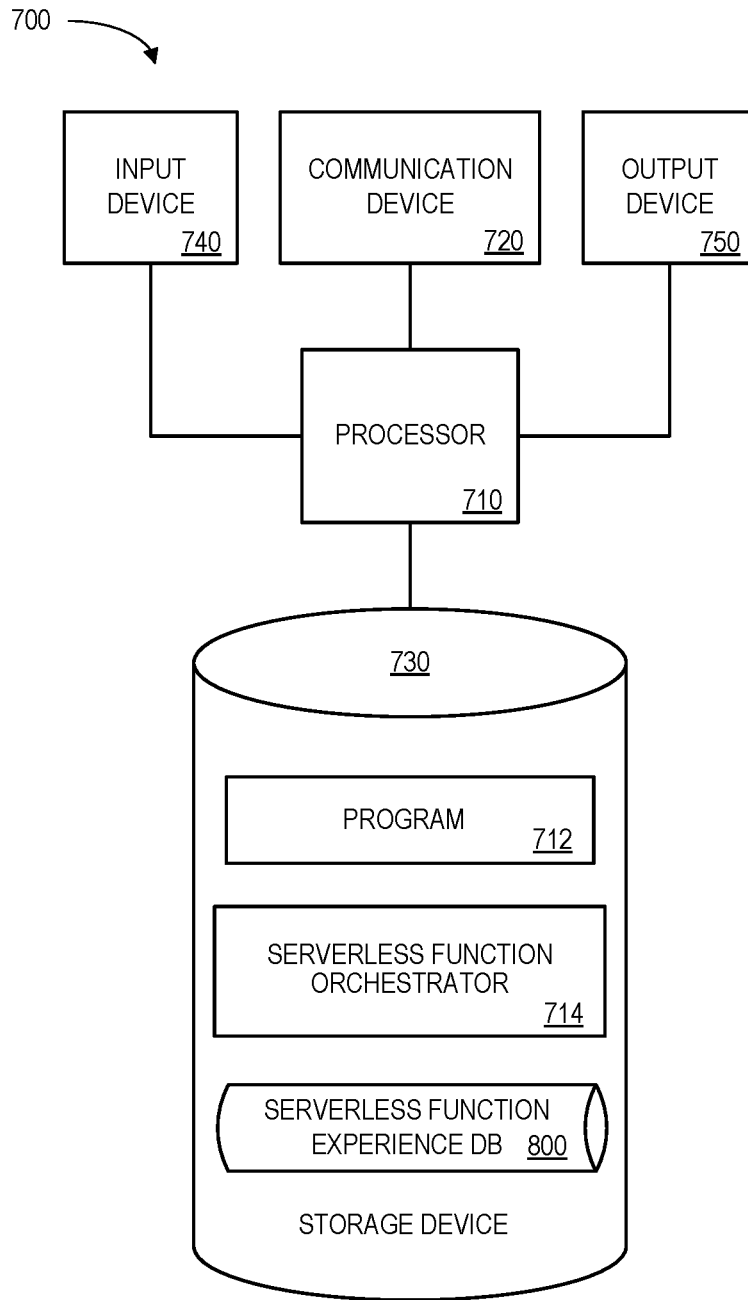 700
INPUT
DEVICE
740
COMMUNICATION
DEVICE
720
OUTPUT
DEVICE
750
PROCESSOR
710
730
PROGRAM
712
SERVERLESS FUNCTION
ORCHESTRATOR
714
SERVERLESS FUNCTION
EXPERIENCE DB 800
STORAGE DEVICE